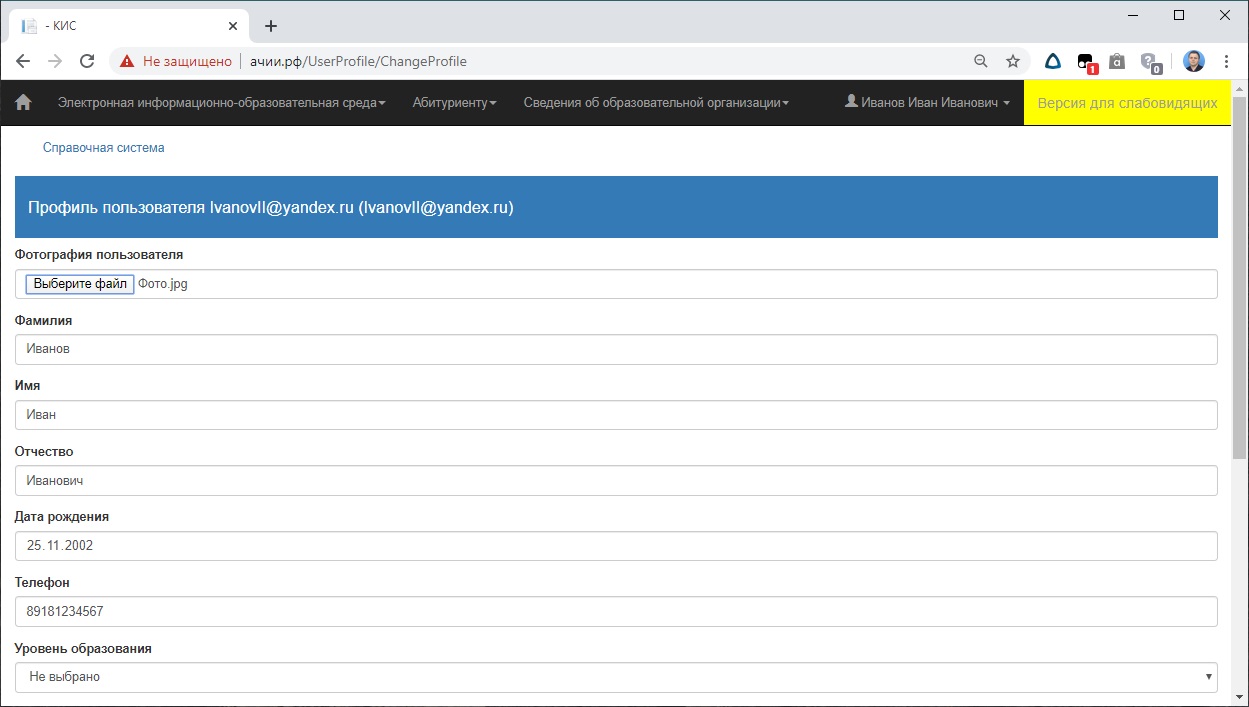 - КИС
Не защищено ачии.рф/UserProfile/ChangeProfile
1
0
Электронная информационно-образовательная среда Абитуриенту Сведения об образовательной организации Иванов Иван Иванович Версия для слабовидящих
Справочная система
Профиль пользователя IvanovII@yandex.ru (IvanovII@yandex.ru)
Фотография пользователя
Выберите файл Фото.jpg
Фамилия
Иванов
Имя
Иван
Отчество
Иванович
Дата рождения
25.11.2002
Телефон
89181234567
Уровень образования
Не выбрано